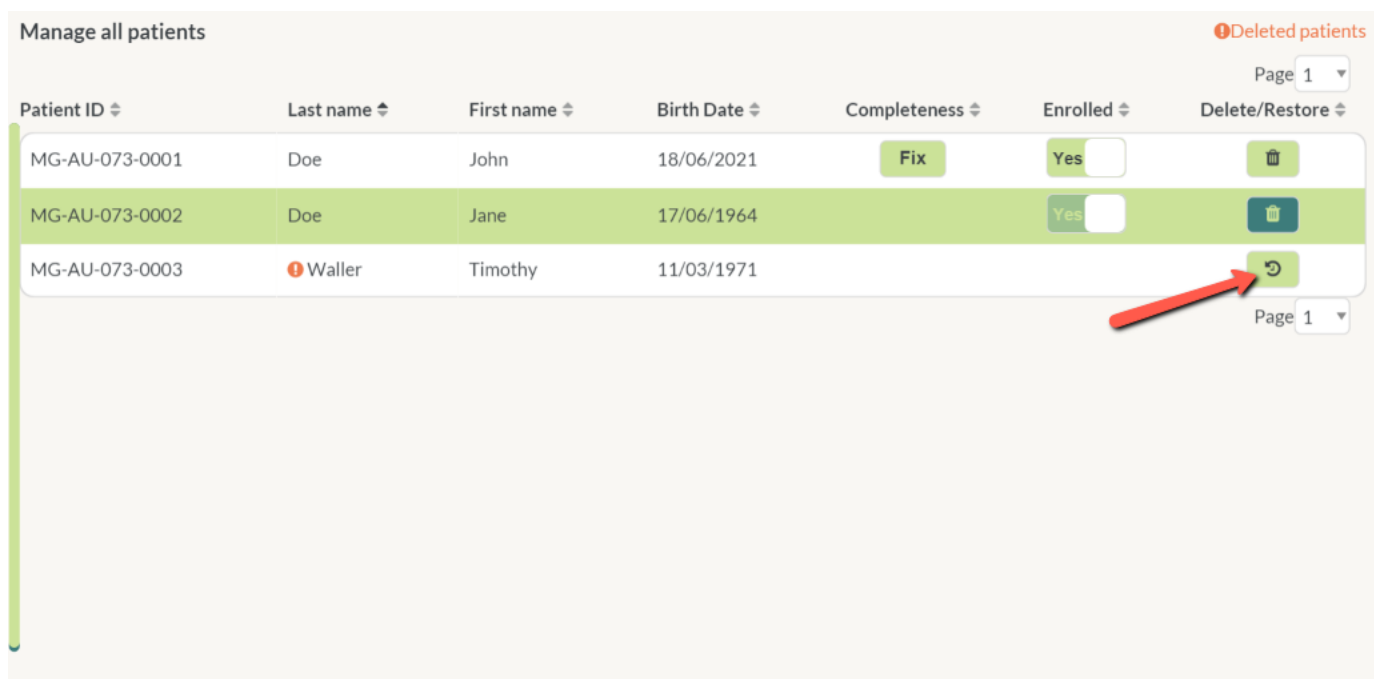 Manage all patients Deleted patients
Page 1
Patient ID Last name First name Birth Date Completeness Enrolled Delete/Restore
MG-AU-073-0001 Doe John 18/06/2021 Fix Yes
MG-AU-073-0002 Doe Jane 17/06/1964 Yes
MG-AU-073-0003 Waller Timothy 11/03/1971
Page 1